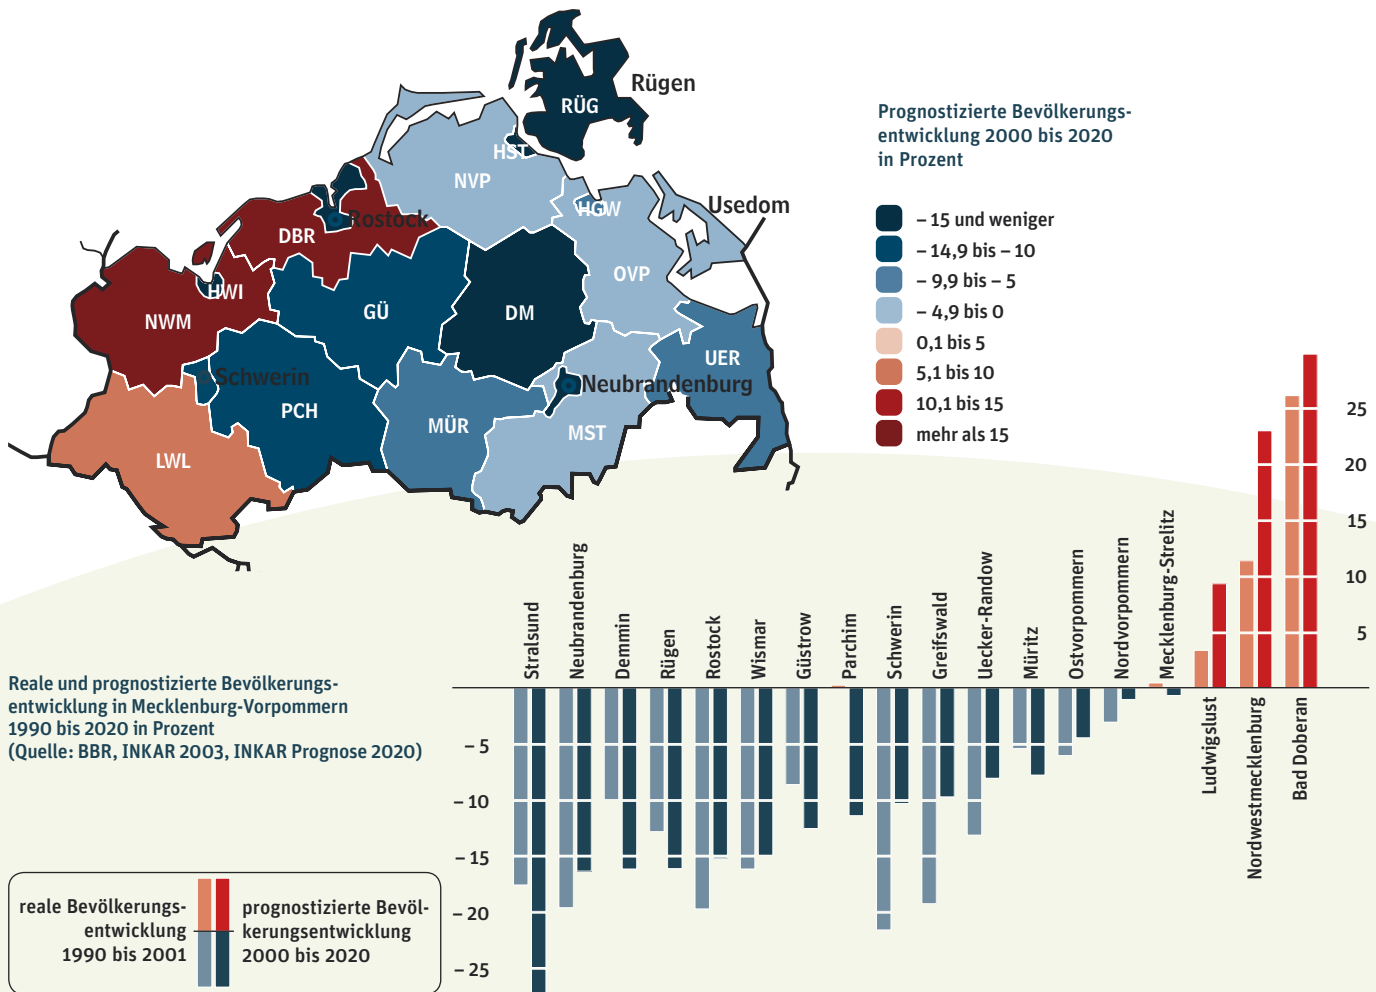 Rügen
RÜG
HST
NVP
HGW
Usedom
Rostock
DBR
OVP
HWI
NWM
GÜ
DM
UER
Schwerin
Neubrandenburg
PCH
MÜR
MST
LWL
Prognostizierte Bevölkerungs-
entwicklung 2000 bis 2020
in Prozent
– 15 und weniger
– 14,9 bis – 10
– 9,9 bis – 5
– 4,9 bis 0
0,1 bis 5
5,1 bis 10
10,1 bis 15
mehr als 15
Reale und prognostizierte Bevölkerungs-
entwicklung in Mecklenburg-Vorpommern
1990 bis 2020 in Prozent
(Quelle: BBR, INKAR 2003, INKAR Prognose 2020)
Stralsund
Neubrandenburg
Demmin
Rügen
Rostock
Wismar
Güstrow
Parchim
Schwerin
Greifswald
Uecker-Randow
Müritz
Ostvorpommern
Nordvorpommern
Mecklenburg-Strelitz
Ludwigslust
Nordwestmecklenburg
Bad Doberan
25
20
15
10
5
– 5
– 10
– 15
– 20
– 25
reale Bevölkerungs-
entwicklung
1990 bis 2001
prognostizierte Bevöl-
kerungsentwicklung
2000 bis 2020